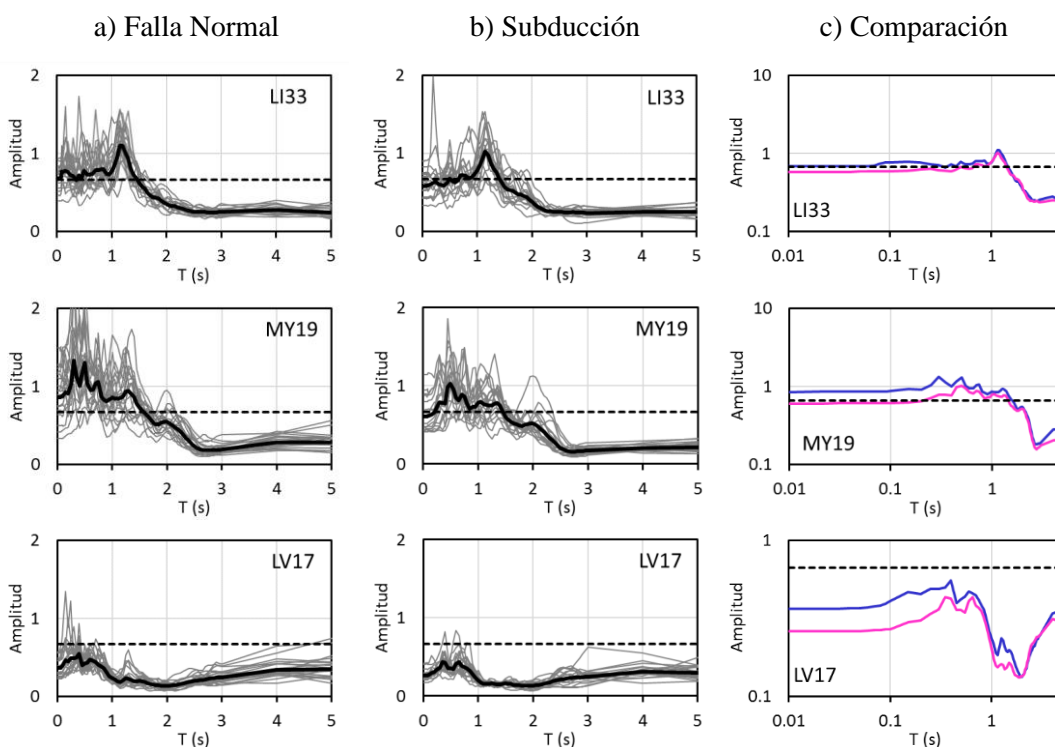 a) Falla Normal
b) Subducción
c) Comparación
2
1
0
Amplitud
LI33
0 1 2 3 4 5
T (s)
2
1
0
Amplitud
LI33
0 1 2 3 4 5
T (s)
10
1
0.1
Amplitud
LI33
0.01 0.1 1
T (s)
2
1
0
Amplitud
MY19
0 1 2 3 4 5
T (s)
2
1
0
Amplitud
MY19
0 1 2 3 4 5
T (s)
10
1
0.1
Amplitud
MY19
0.01 0.1 1
T (s)
2
1
0
Amplitud
LV17
0 1 2 3 4 5
T (s)
2
1
0
Amplitud
LV17
0 1 2 3 4 5
T (s)
1
0.1
Amplitud
LV17
0.01 0.1 1
T (s)